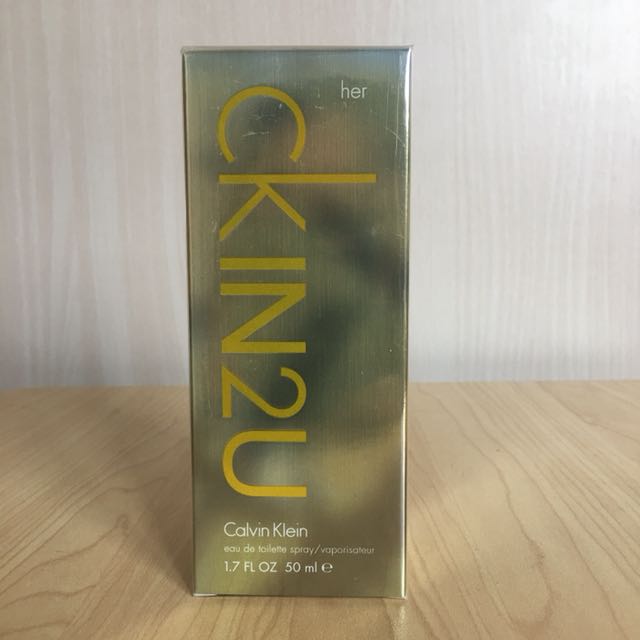 her
CKIN2U
Calvin Klein
eau de toilette spray/vaporisateur
1.7 FL OZ 50 ml ℮